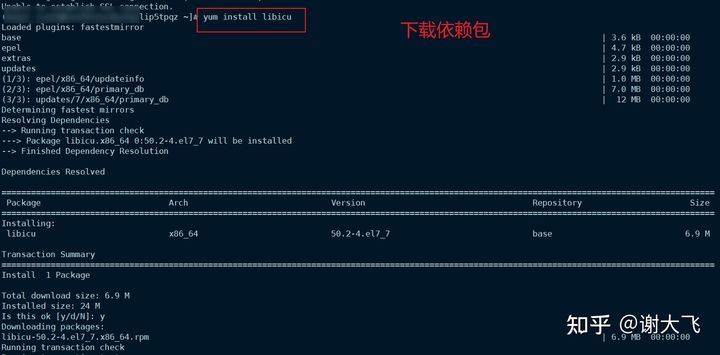 Unable to establish SSL connection.
lip5tpqz ~]# yum install libicu
下载依赖包
Loaded plugins: fastestmirror
base | 3.6 kB 00:00:00
epel | 4.7 kB 00:00:00
extras | 2.9 kB 00:00:00
updates | 2.9 kB 00:00:00
(1/3): epel/x86_64/updateinfo | 1.0 MB 00:00:00
(2/3): epel/x86_64/primary_db | 7.0 MB 00:00:00
(3/3): updates/7/x86_64/primary_db | 12 MB 00:00:00
Determining fastest mirrors
Resolving Dependencies
--> Running transaction check
---> Package libicu.x86_64 0:50.2-4.el7_7 will be installed
--> Finished Dependency Resolution
Dependencies Resolved
Package Arch Version Repository Size
Installing:
libicu x86_64 50.2-4.el7_7 base 6.9 M
Transaction Summary
Install 1 Package
Total download size: 6.9 M
Installed size: 24 M
Is this ok [y/d/N]: y
Downloading packages:
libicu-50.2-4.el7_7.x86_64.rpm | 6.9 MB 00:00:00
Running transaction check
知乎 @谢大飞